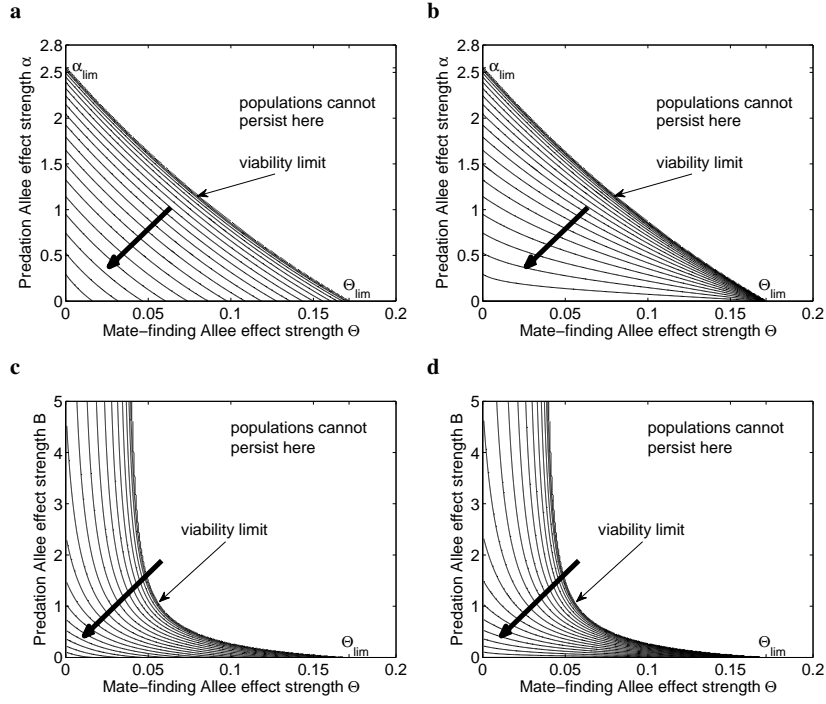 a
2.8
2.5
2
1.5
1
0.5
0
α_lim
populations cannot
persist here
viability limit
Θ_lim
0 0.05 0.1 0.15 0.2
Mate−finding Allee effect strength Θ
Predation Allee effect strength α
b
2.8
2.5
2
1.5
1
0.5
0
α_lim
populations cannot
persist here
viability limit
Θ_lim
0 0.05 0.1 0.15 0.2
Mate−finding Allee effect strength Θ
Predation Allee effect strength α
c
5
4
3
2
1
0
populations cannot
persist here
viability limit
Θ_lim
0 0.05 0.1 0.15 0.2
Mate−finding Allee effect strength Θ
Predation Allee effect strength B
d
5
4
3
2
1
0
populations cannot
persist here
viability limit
Θ_lim
0 0.05 0.1 0.15 0.2
Mate−finding Allee effect strength Θ
Predation Allee effect strength B